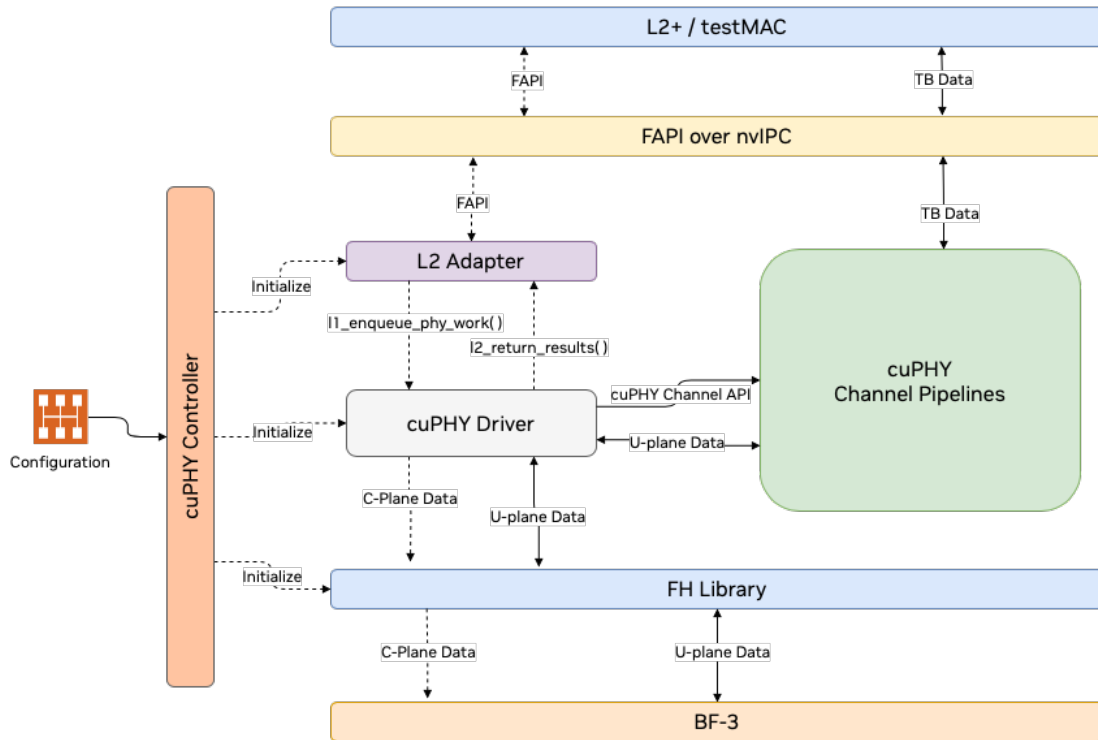 L2+ / testMAC
FAPI
TB Data
FAPI over nvIPC
FAPI
TB Data
L2 Adapter
Initialize
l1_enqueue_phy_work( )
l2_return_results( )
cuPHY Controller
cuPHY
Channel Pipelines
cuPHY Channel API
cuPHY Driver
Initialize
U-plane Data
Configuration
C-Plane Data
U-plane Data
Initialize
FH Library
C-Plane Data
U-plane Data
BF-3